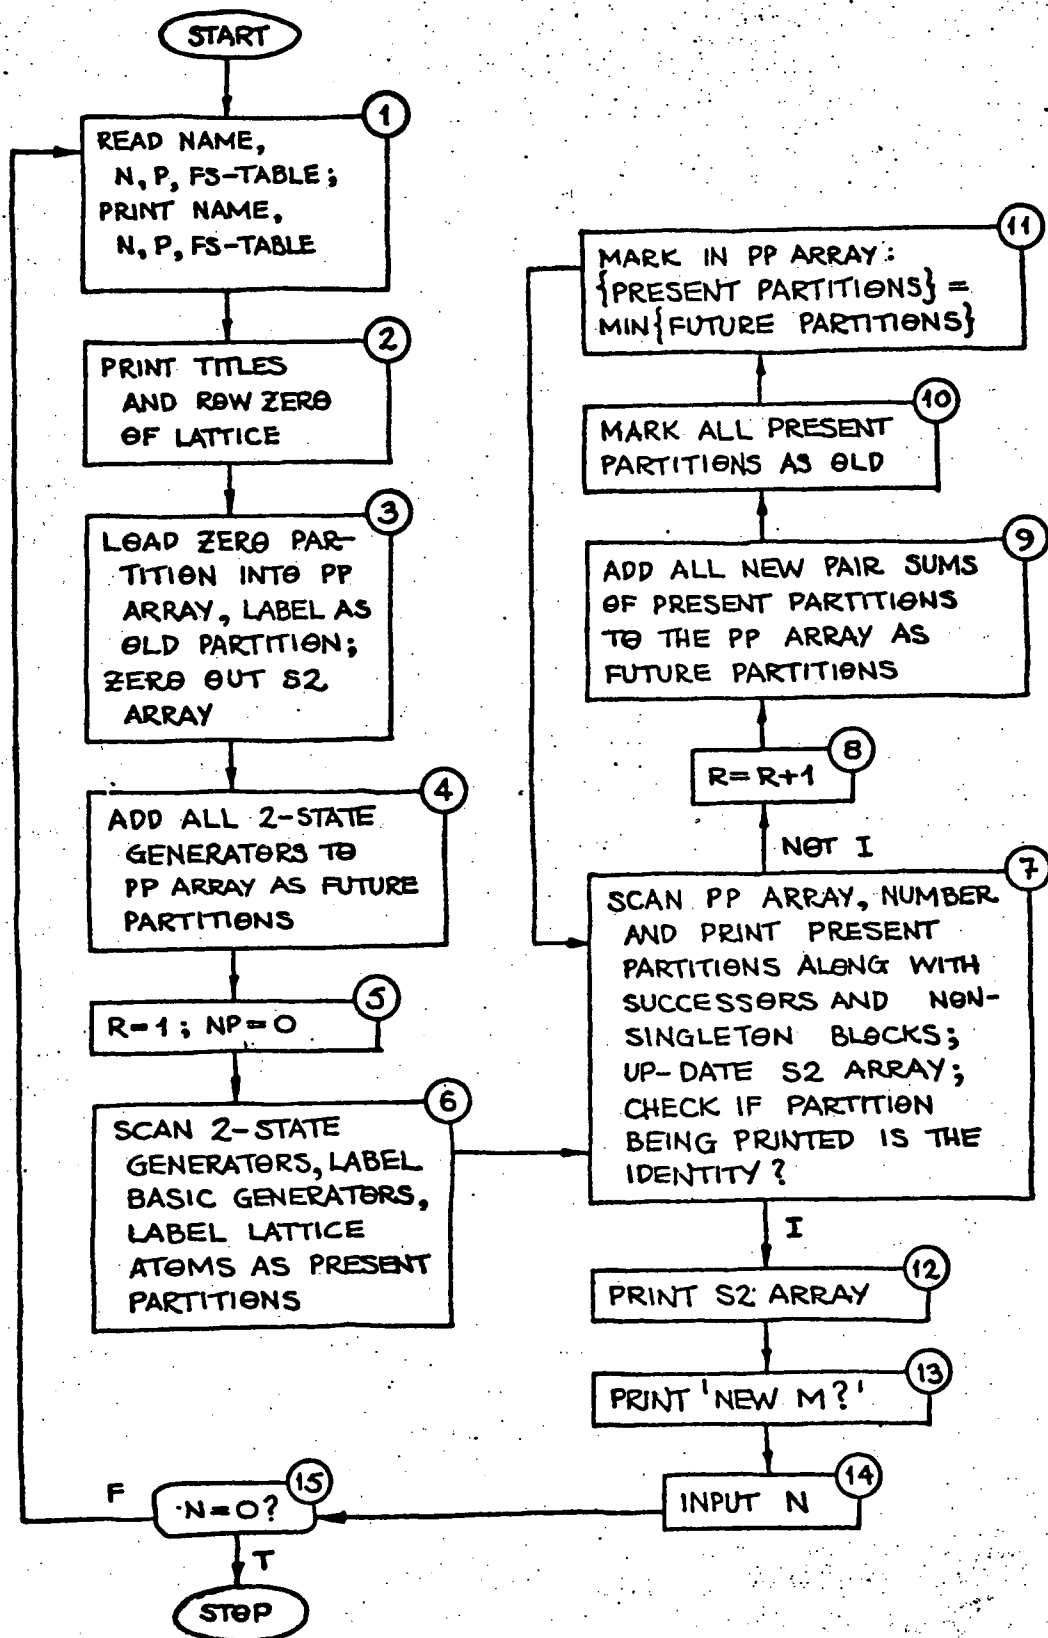 START
1
READ NAME,
N, P, FS-TABLE;
PRINT NAME,
N, P, FS-TABLE
2
PRINT TITLES
AND ROW ZERO
OF LATTICE
3
LOAD ZERO PAR-
TITION INTO PP
ARRAY, LABEL AS
OLD PARTITION;
ZERO OUT S2
ARRAY
4
ADD ALL 2-STATE
GENERATORS TO
PP ARRAY AS FUTURE
PARTITIONS
5
R=1; NP=0
6
SCAN 2-STATE
GENERATORS, LABEL
BASIC GENERATORS,
LABEL LATTICE
ATOMS AS PRESENT
PARTITIONS
11
MARK IN PP ARRAY:
{PRESENT PARTITIONS} =
MIN{FUTURE PARTITIONS}
10
MARK ALL PRESENT
PARTITIONS AS OLD
9
ADD ALL NEW PAIR SUMS
OF PRESENT PARTITIONS
TO THE PP ARRAY AS
FUTURE PARTITIONS
8
R=R+1
NOT I
7
SCAN PP ARRAY, NUMBER
AND PRINT PRESENT
PARTITIONS ALONG WITH
SUCCESSORS AND NON-
SINGLETON BLOCKS;
UP-DATE S2 ARRAY;
CHECK IF PARTITION
BEING PRINTED IS THE
IDENTITY?
I
12
PRINT S2 ARRAY
13
PRINT 'NEW M?'
14
INPUT N
15
F
N=0?
T
STOP